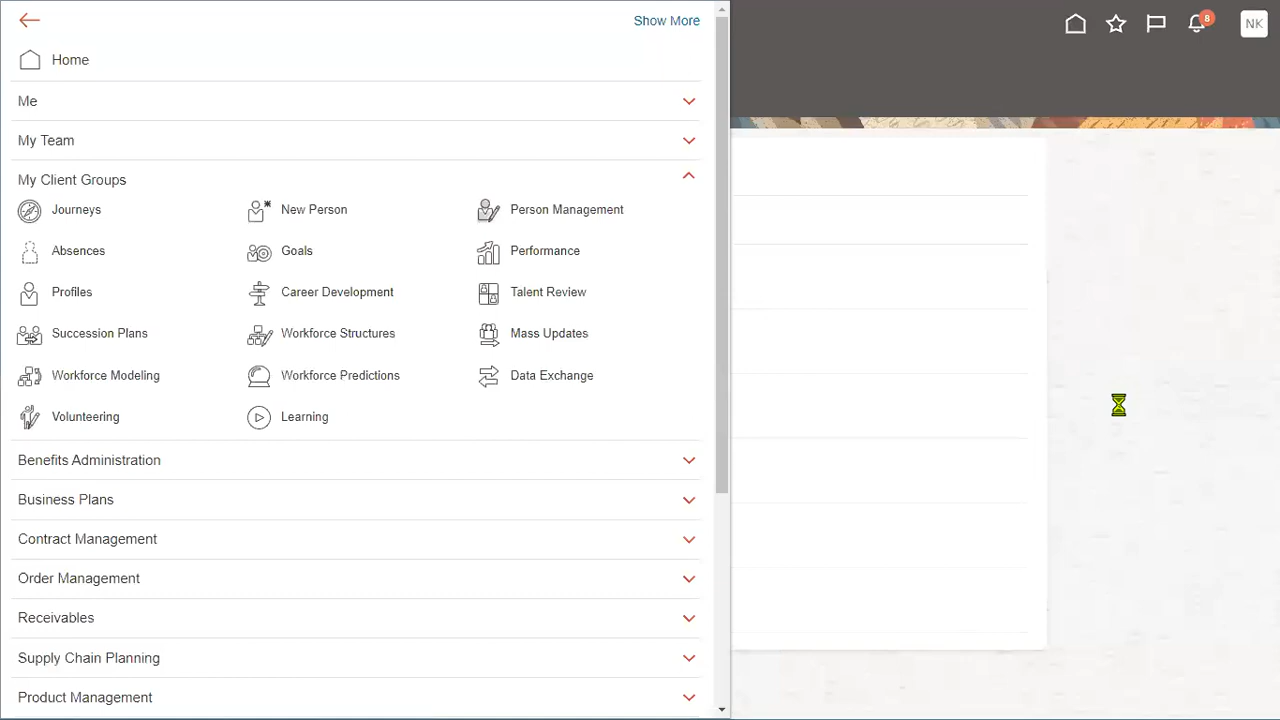 Show More
8
NK
Home
Me
My Team
My Client Groups
Journeys
New Person
Person Management
Absences
Goals
Performance
Profiles
Career Development
Talent Review
Succession Plans
Workforce Structures
Mass Updates
Workforce Modeling
Workforce Predictions
Data Exchange
Volunteering
Learning
Benefits Administration
Business Plans
Contract Management
Order Management
Receivables
Supply Chain Planning
Product Management